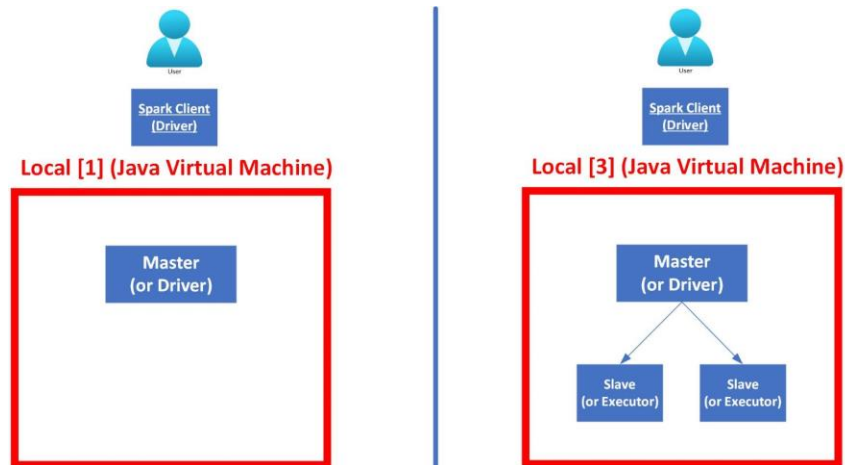 User
Spark Client
(Driver)
Local [1] (Java Virtual Machine)
Master
(or Driver)
User
Spark Client
(Driver)
Local [3] (Java Virtual Machine)
Master
(or Driver)
Slave
(or Executor)
Slave
(or Executor)